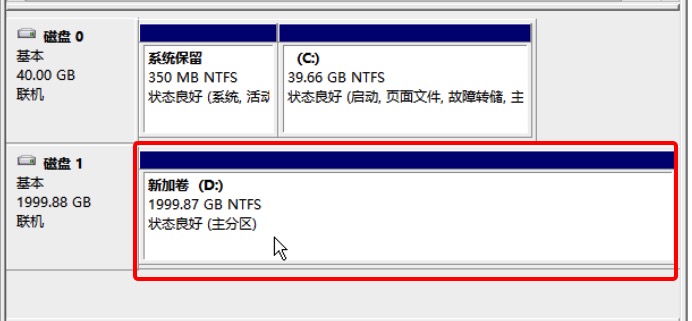 磁盘 0
基本
40.00 GB
联机
系统保留
350 MB NTFS
状态良好 (系统, 活动
(C:)
39.66 GB NTFS
状态良好 (启动, 页面文件, 故障转储, 主
磁盘 1
基本
1999.88 GB
联机
新加卷 (D:)
1999.87 GB NTFS
状态良好 (主分区)